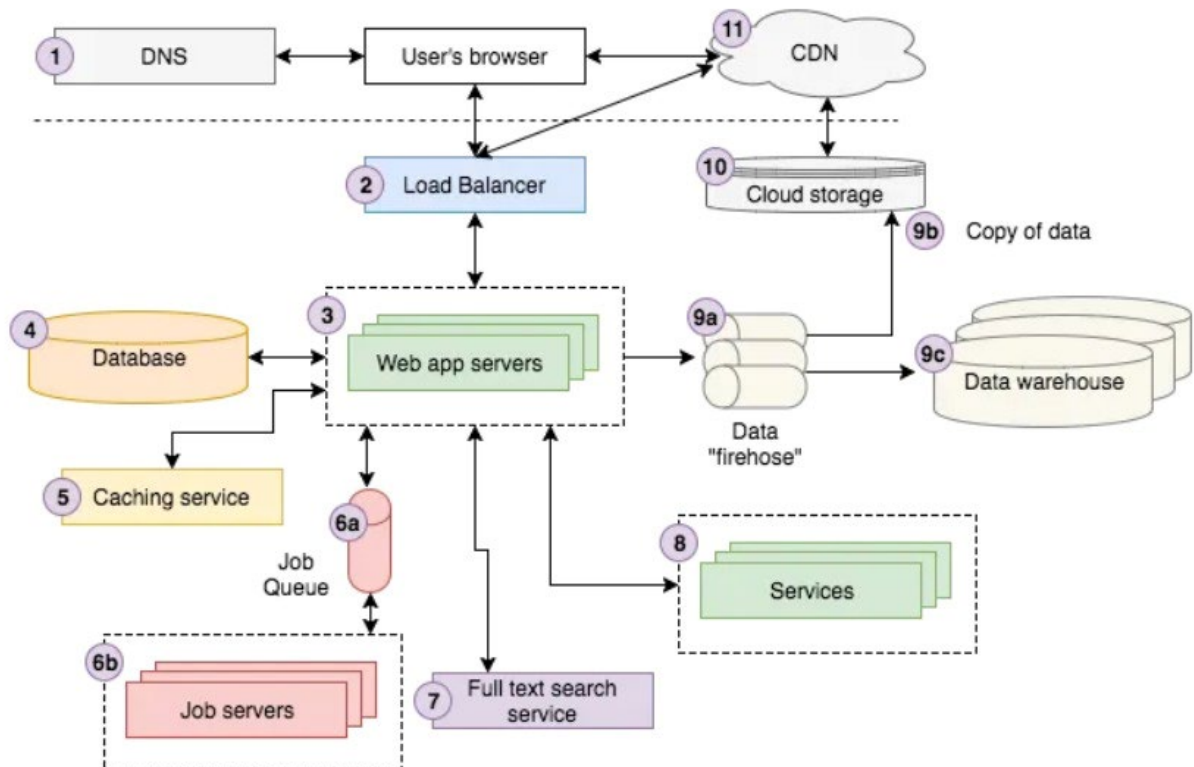 1
DNS
User's browser
11
CDN
2
Load Balancer
10
Cloud storage
9b
Copy of data
3
Web app servers
4
Database
9a
Data
"firehose"
9c
Data warehouse
5
Caching service
6a
Job
Queue
8
Services
6b
Job servers
7
Full text search
service